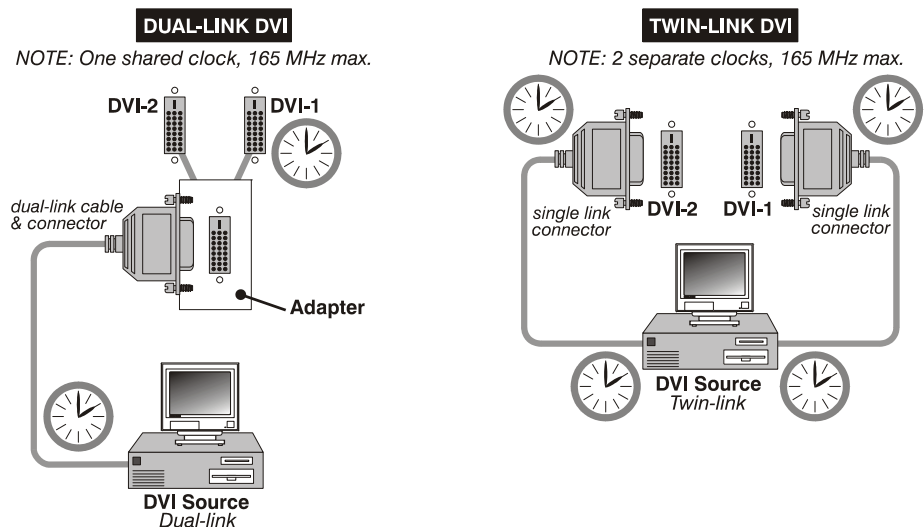 DUAL-LINK DVI
NOTE: One shared clock, 165 MHz max.
DVI-2
DVI-1
dual-link cable
& connector
Adapter
DVI Source
Dual-link
TWIN-LINK DVI
NOTE: 2 separate clocks, 165 MHz max.
single link
connector
DVI-2
DVI-1
single link
connector
DVI Source
Twin-link